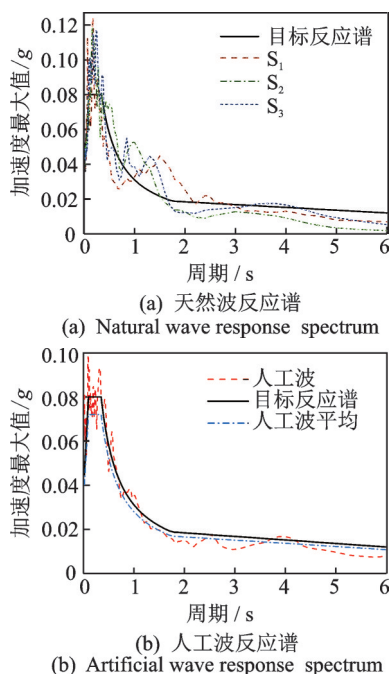 0.12
0.10
0.08
0.06
0.04
0.02
0
加速度最大值/g
目标反应谱
S₁
S₂
S₃
0 1 2 3 4 5 6
周期 / s
(a) 天然波反应谱
(a) Natural wave response spectrum
0.10
0.08
0.06
0.04
0.02
0
加速度最大值/g
人工波
目标反应谱
人工波平均
0 1 2 3 4 5 6
周期 / s
(b) 人工波反应谱
(b) Artificial wave response spectrum